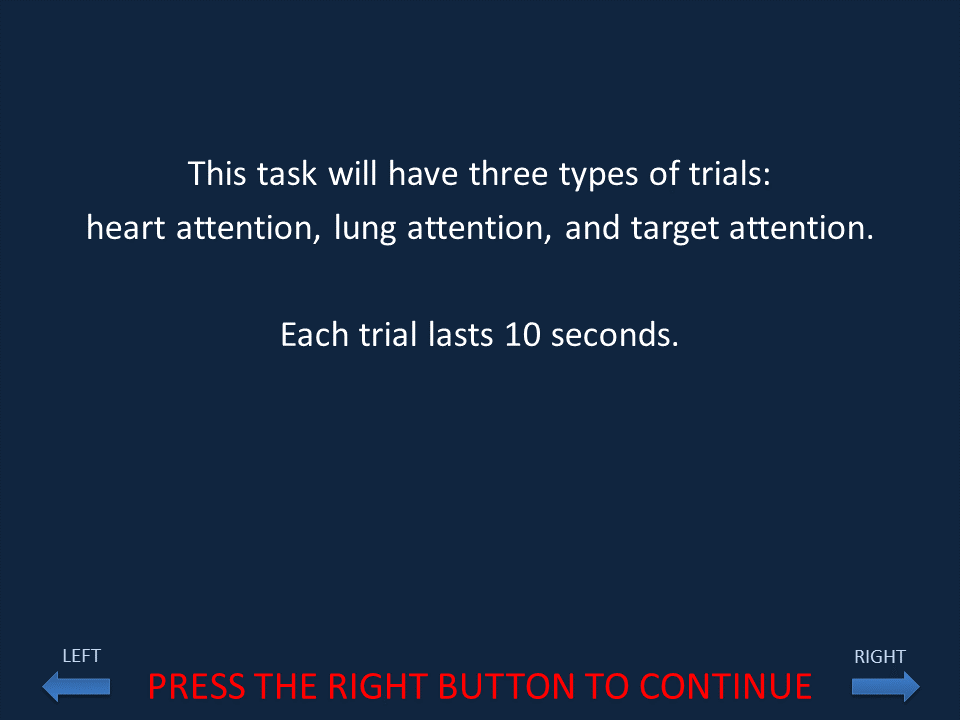 This task will have three types of trials:
heart attention, lung attention, and target attention.
Each trial lasts 10 seconds.
LEFT
RIGHT
PRESS THE RIGHT BUTTON TO CONTINUE